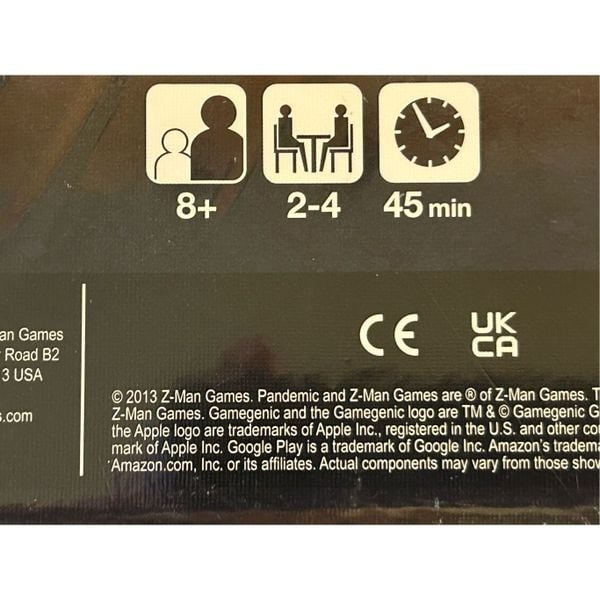 8+
2-4
45 min
an Games
Road B2
3 USA
s.com
CE
UK
CA
© 2013 Z-Man Games. Pandemic and Z-Man Games are ® of Z-Man Games. T
Z-Man Games. Gamegenic and the Gamegenic logo are TM & © Gamegenic G
the Apple logo are trademarks of Apple Inc., registered in the U.S. and other cou
mark of Apple Inc. Google Play is a trademark of Google Inc. Amazon's tradema
Amazon.com, Inc. or its affiliates. Actual components may vary from those show